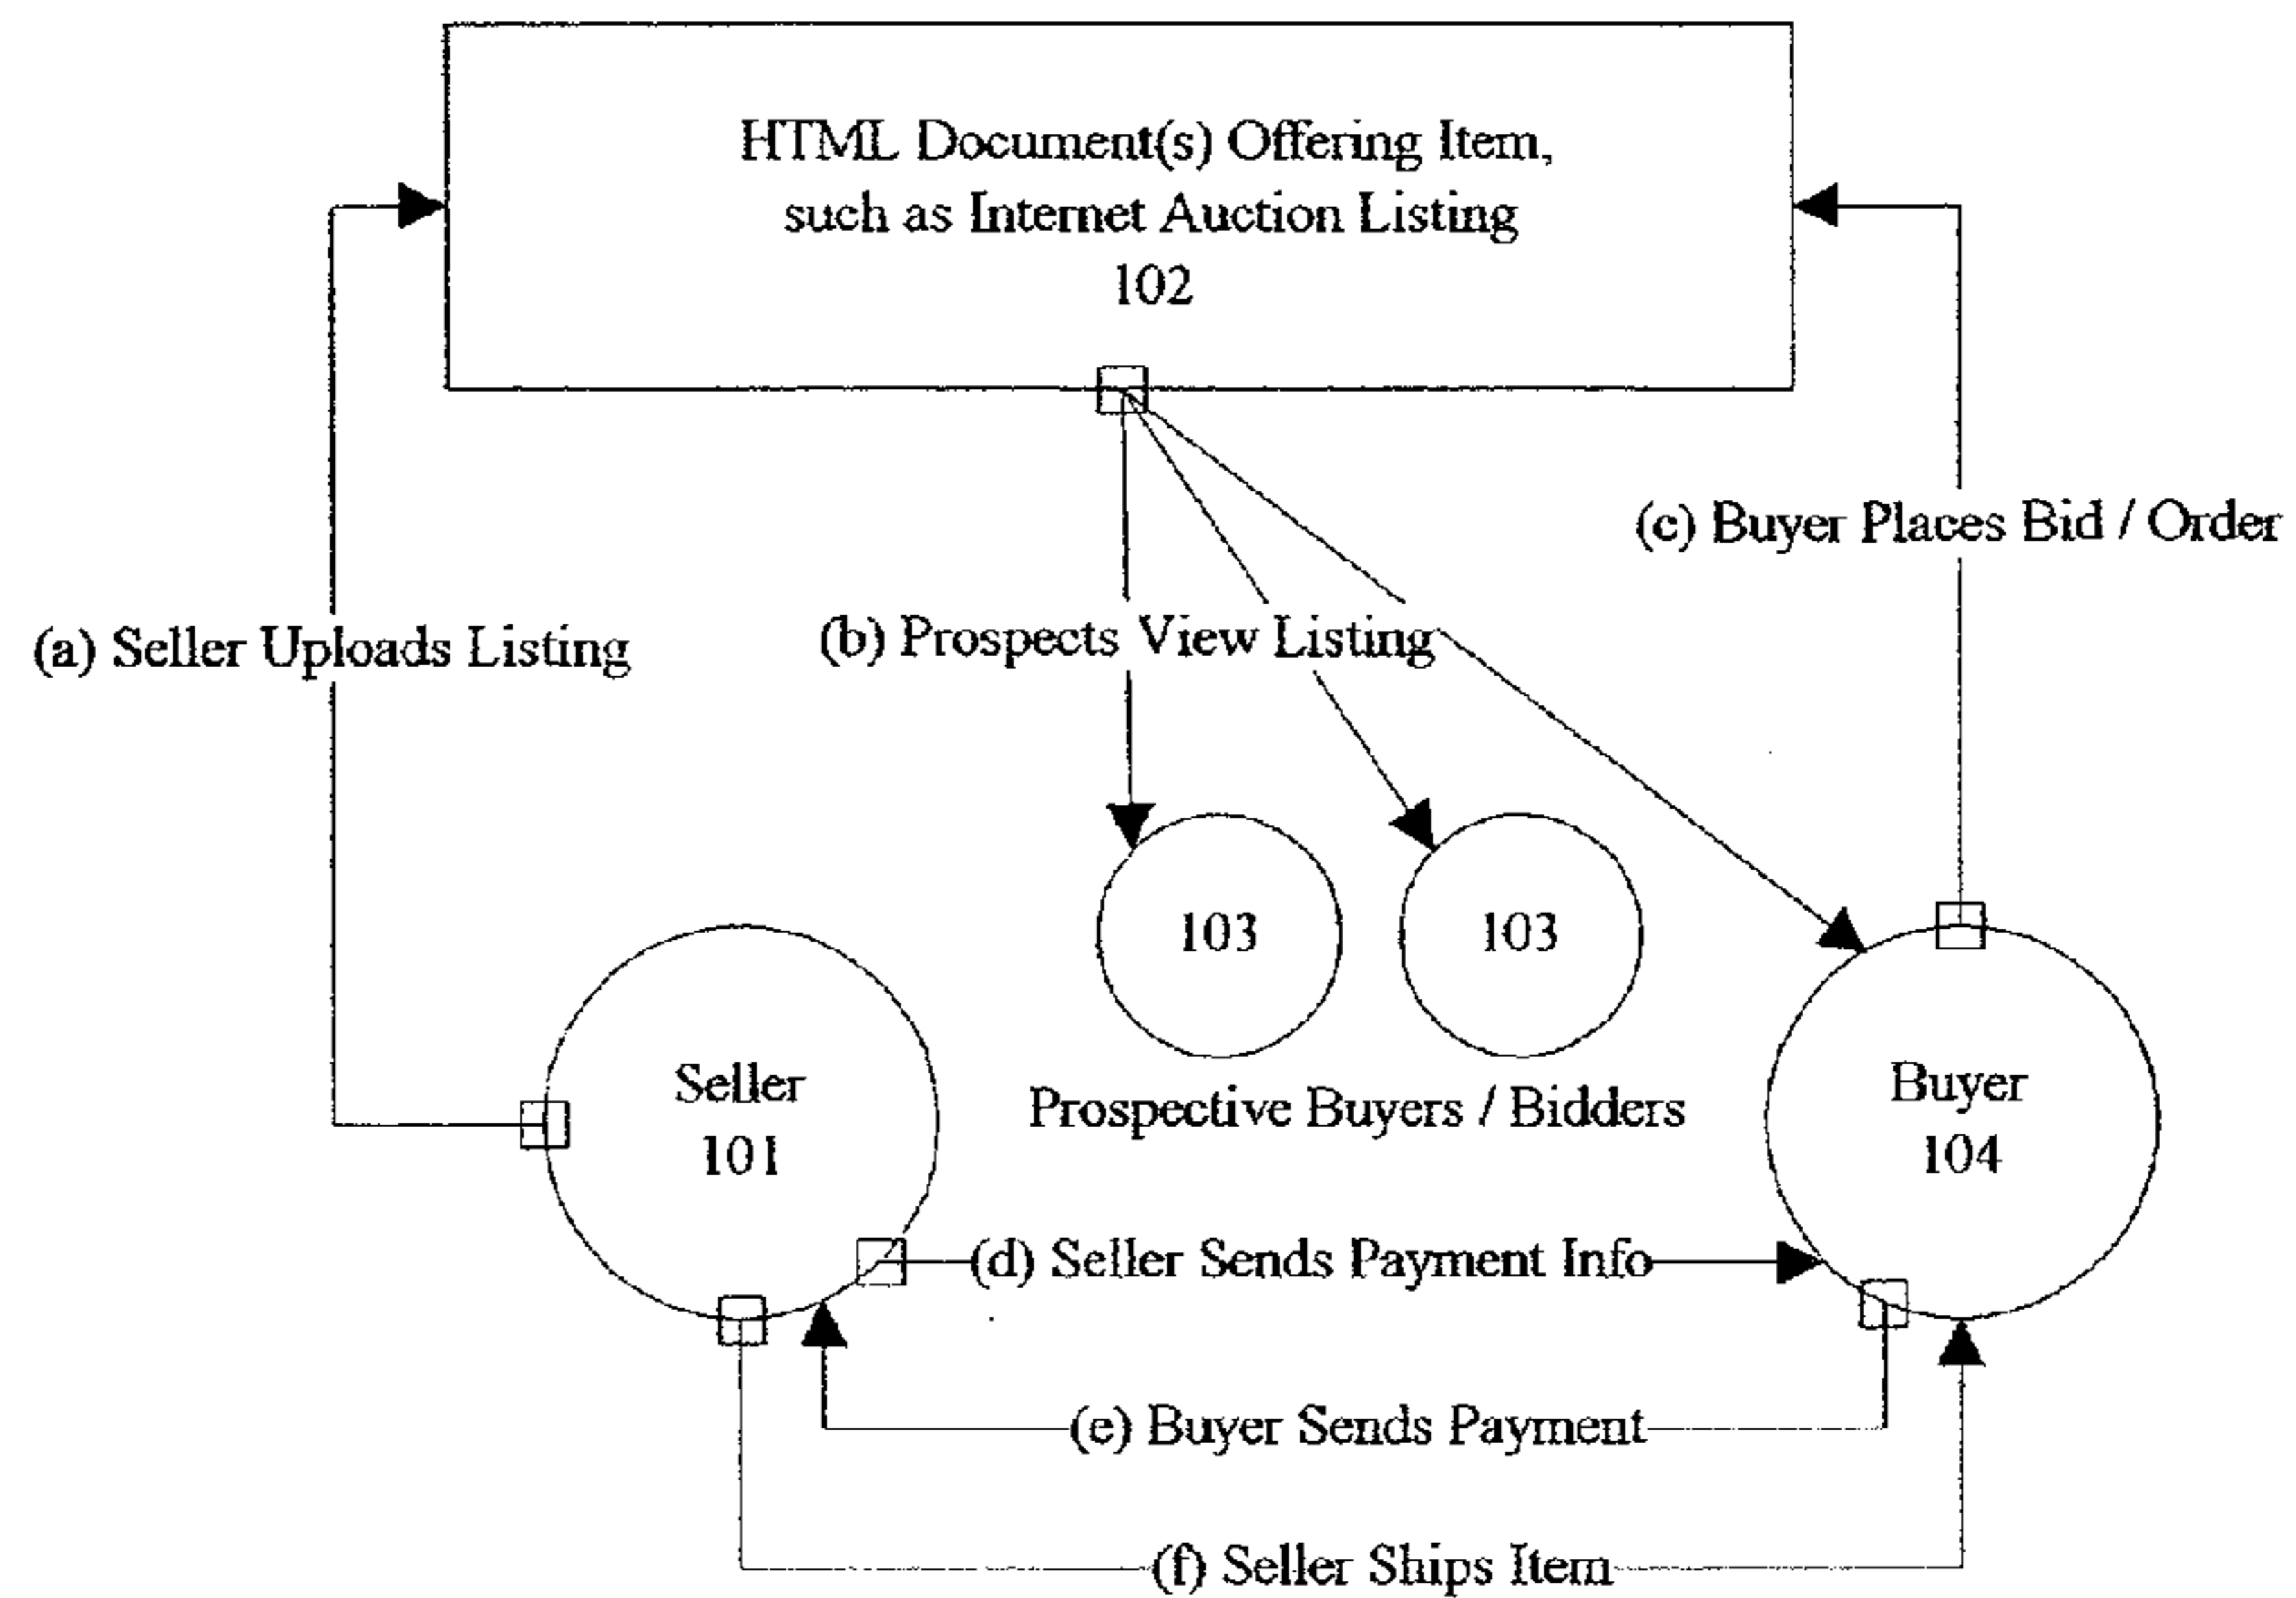 HTML Document(s) Offering Item,
such as Internet Auction Listing
102
(c) Buyer Places Bid / Order
(a) Seller Uploads Listing
(b) Prospects View Listing
103
103
Prospective Buyers / Bidders
Seller
101
Buyer
104
(d) Seller Sends Payment Info
(e) Buyer Sends Payment
(f) Seller Ships Item